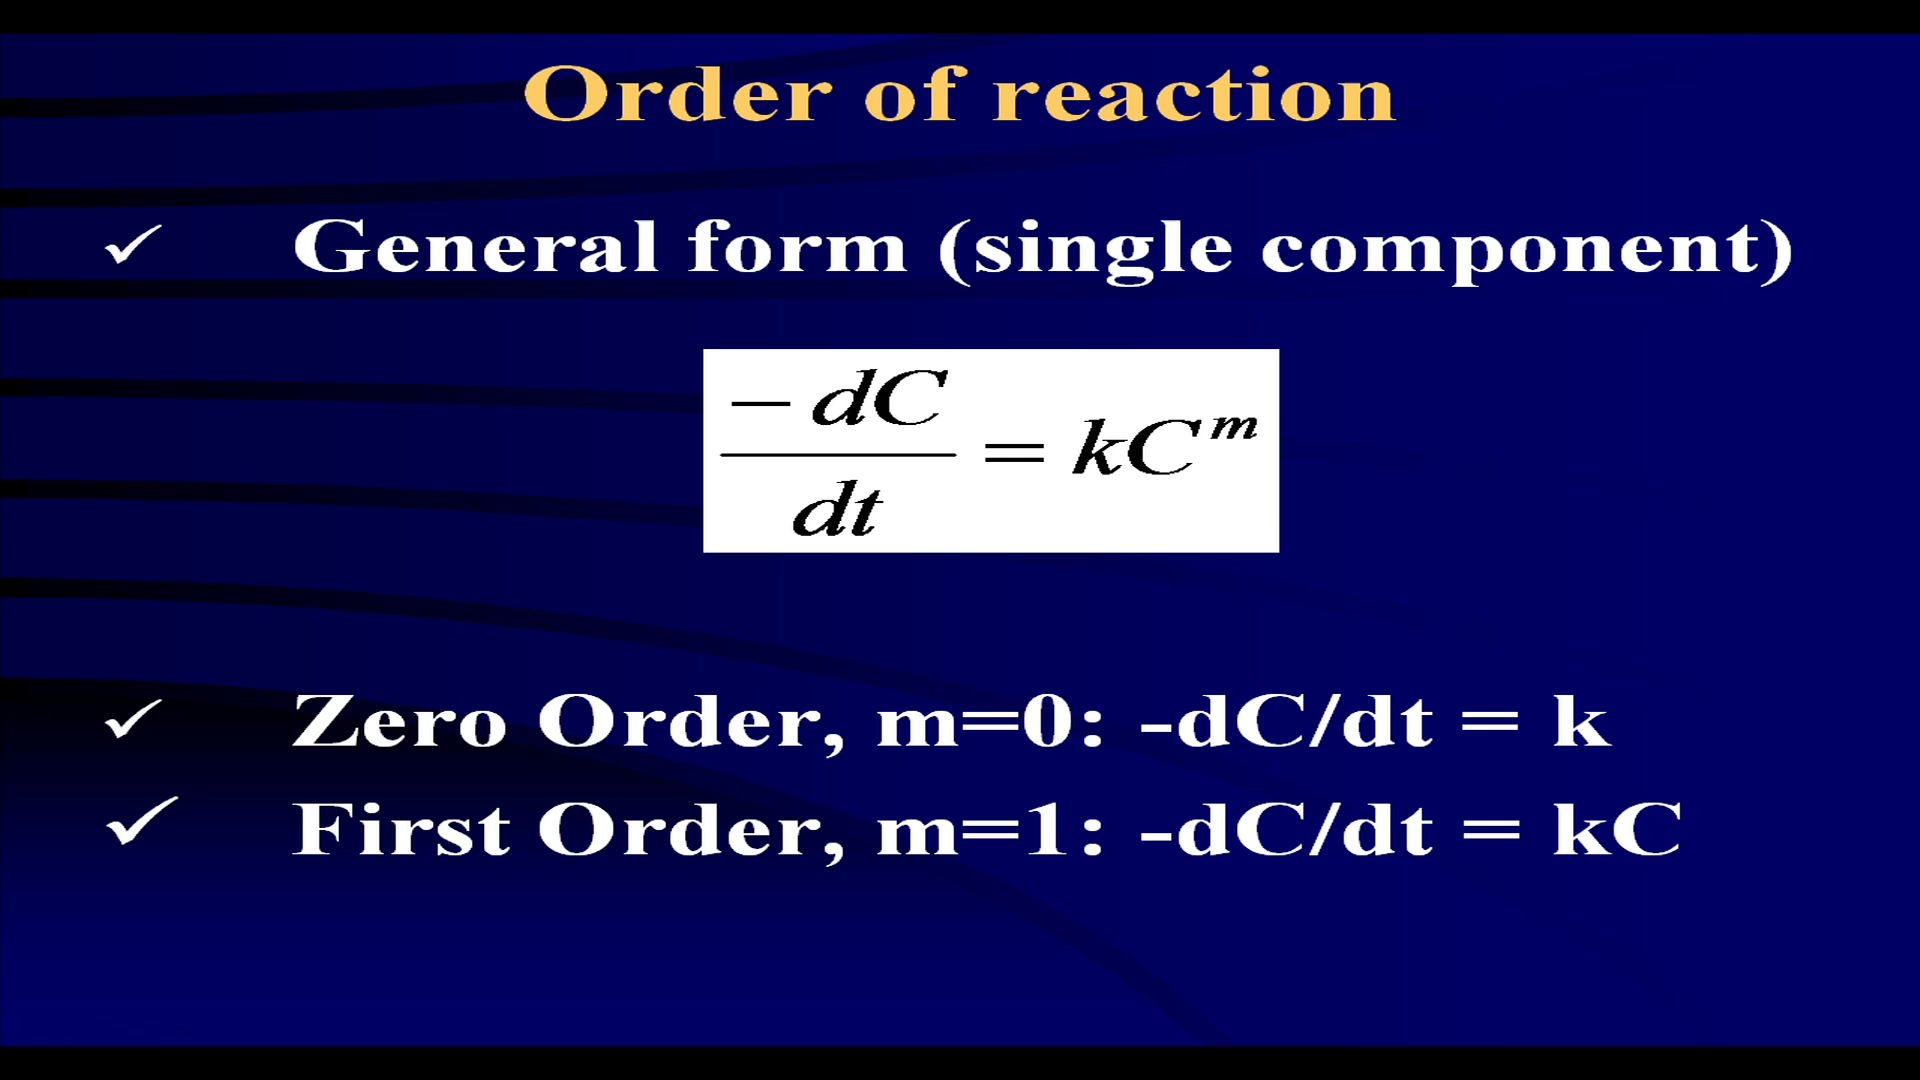 Order of reaction
✓ General form (single component)
$\frac{-dC}{dt} = kC^m$
✓ Zero Order, m=0: -dC/dt = k
✓ First Order, m=1: -dC/dt = kC